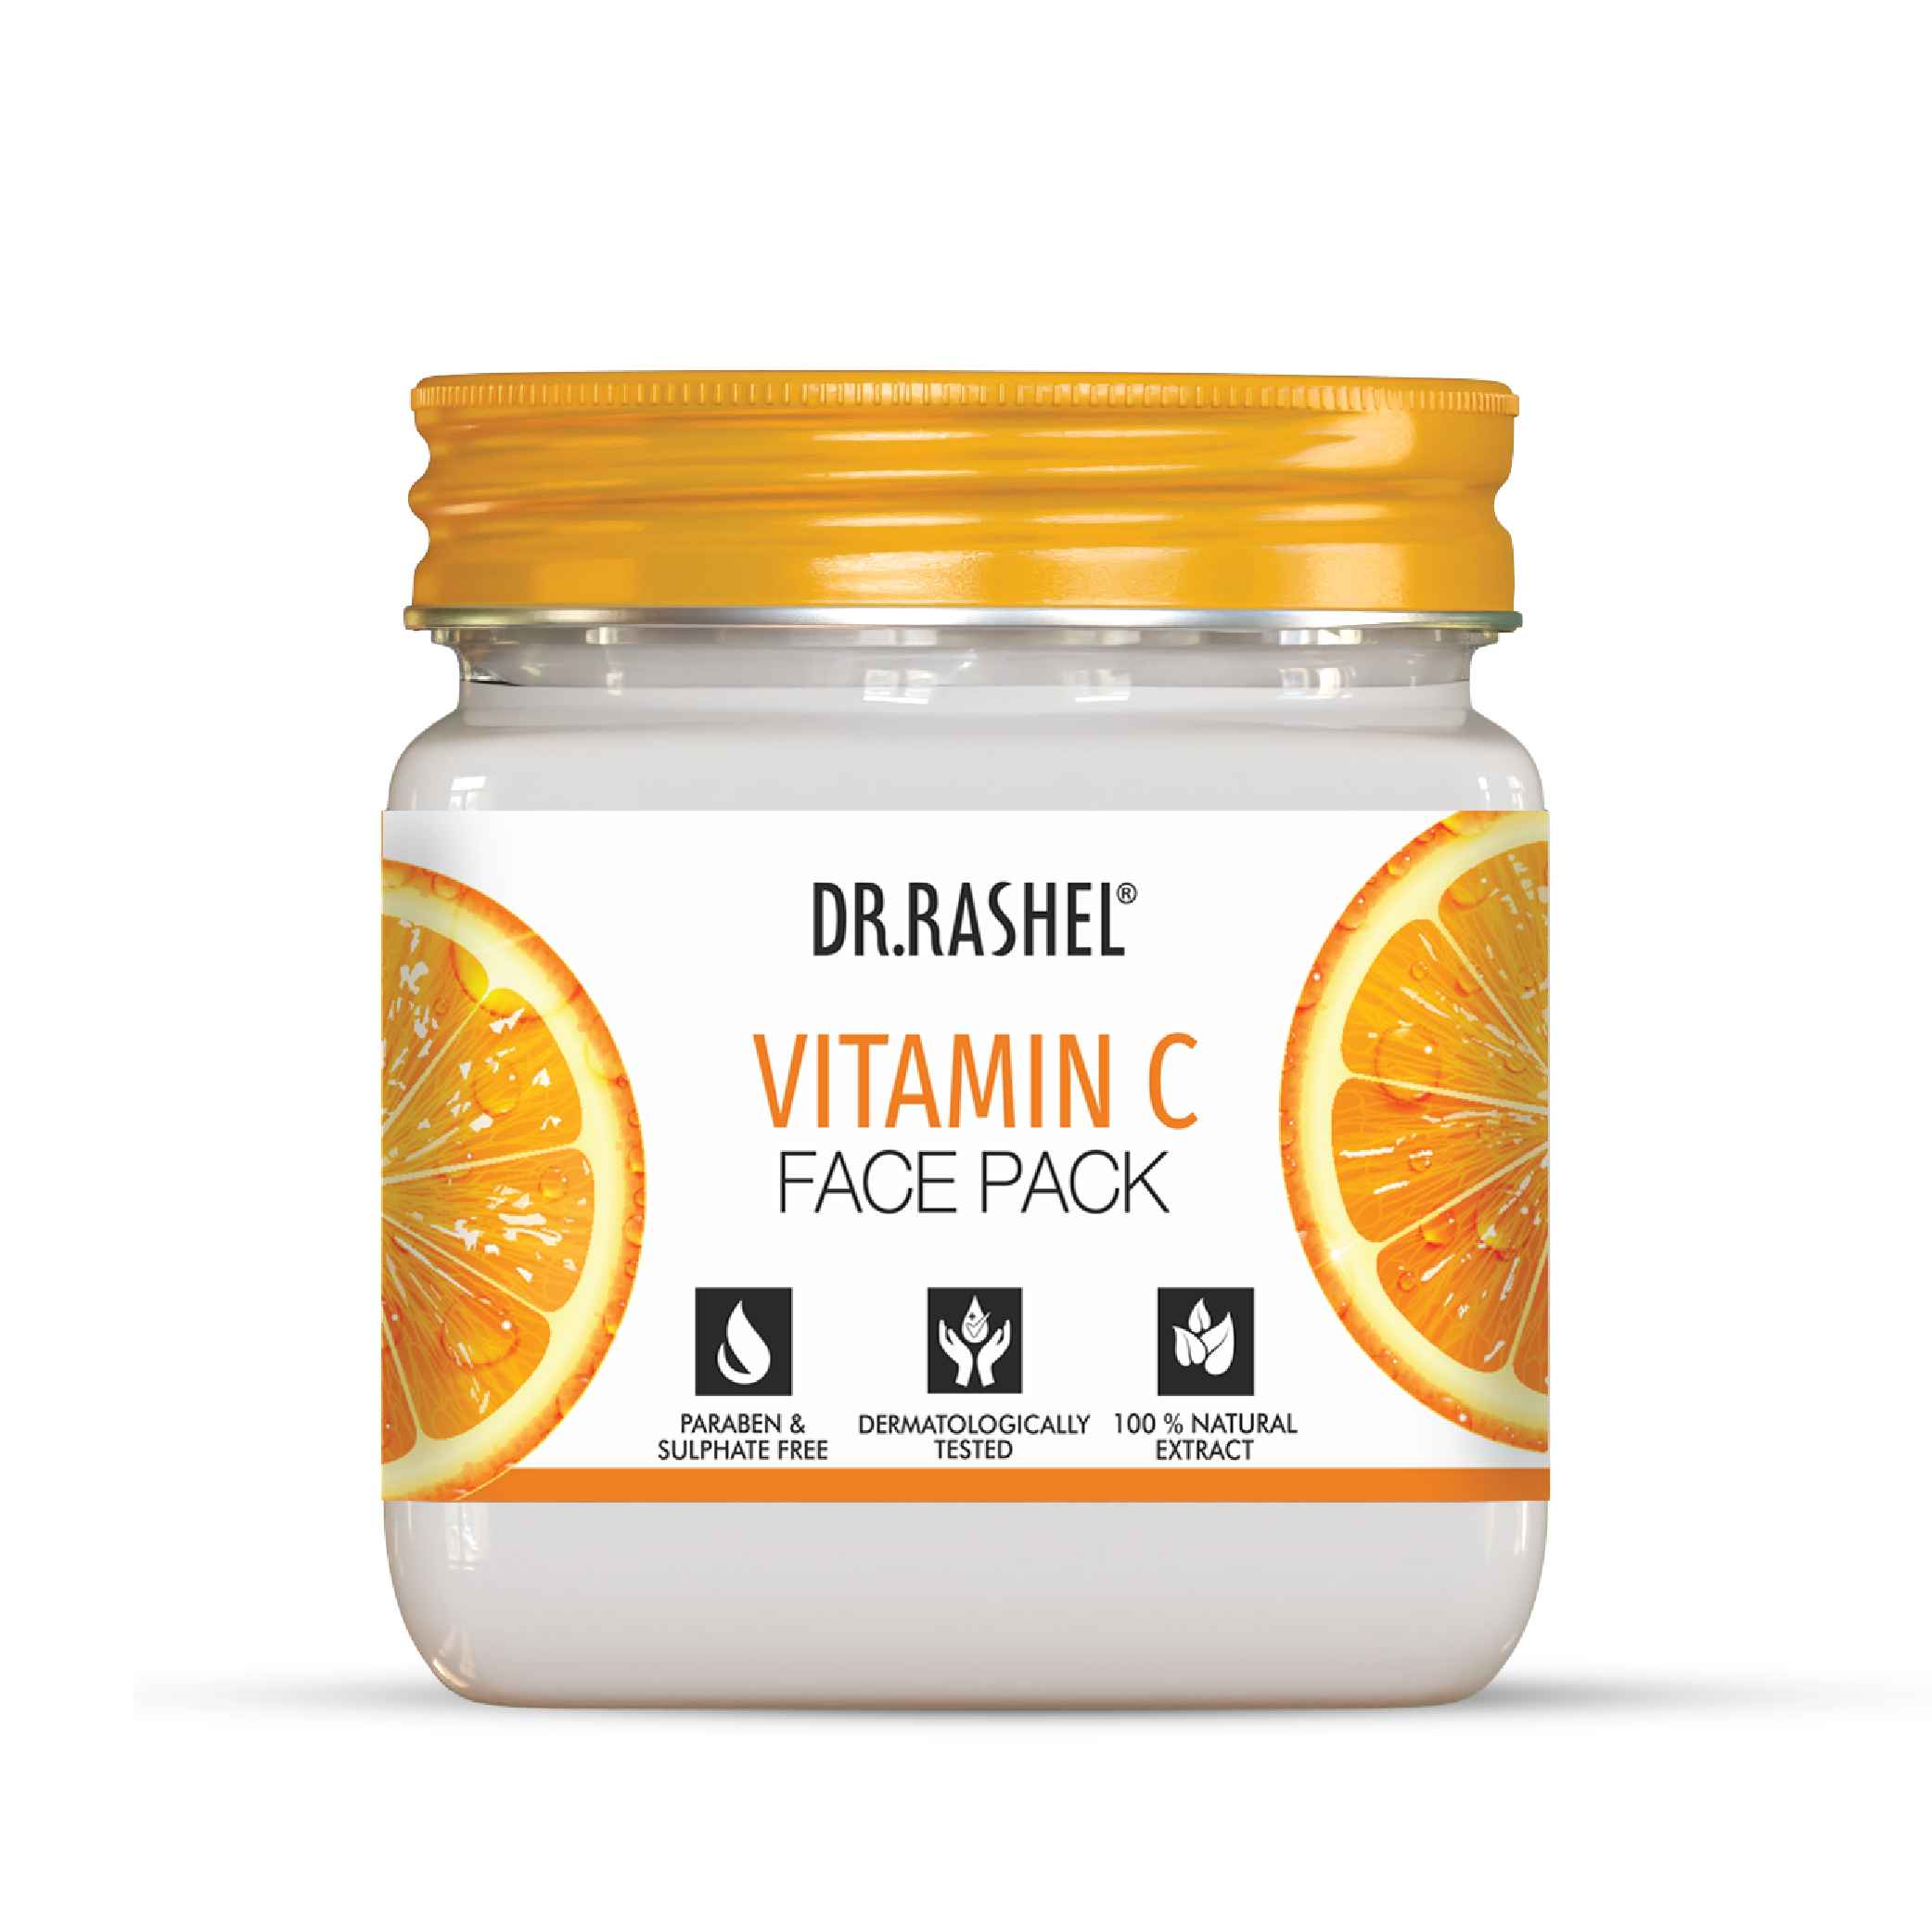 DR.RASHEL®
VITAMIN C
FACE PACK
PARABEN &
SULPHATE FREE
DERMATOLOGICALLY
TESTED
100 % NATURAL
EXTRACT